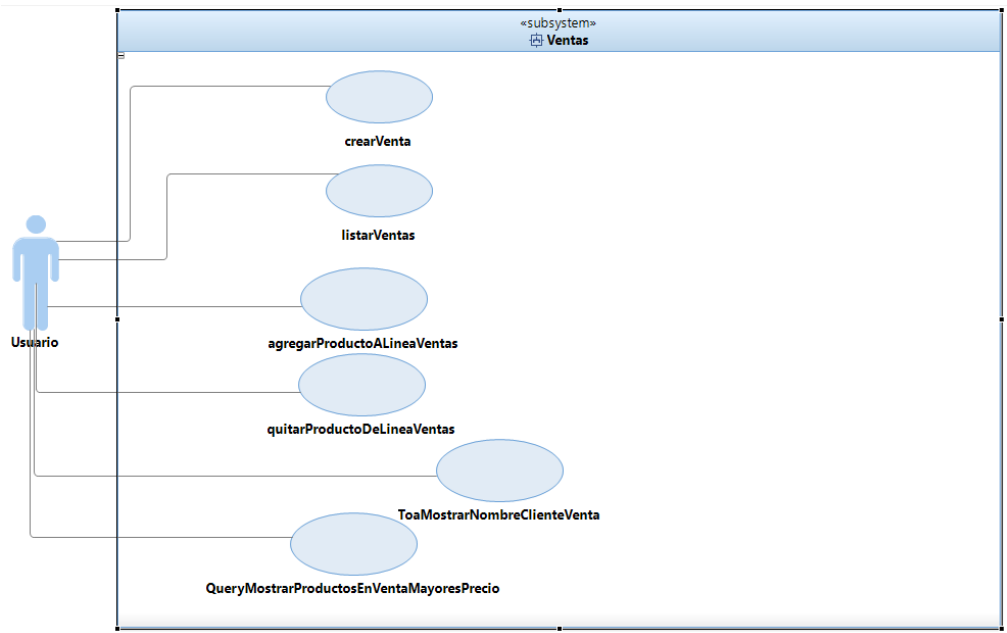 «subsystem»
Ventas
crearVenta
listarVentas
Usuario
agregarProductoALineaVentas
quitarProductoDeLineaVentas
ToaMostrarNombreClienteVenta
QueryMostrarProductosEnVentaMayoresPrecio